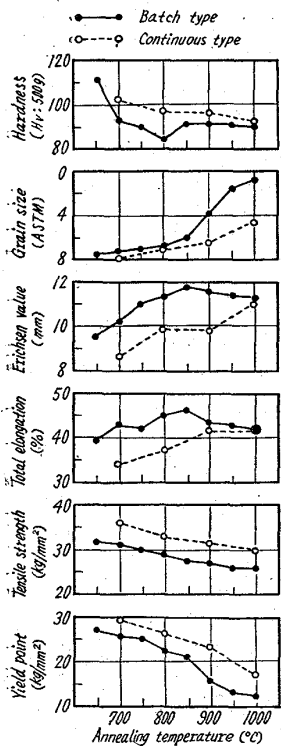 Batch type
Continuous type
Hardness
(Hv:500g)
120
100
80
Grain size
(ASTM)
0
4
8
Erichsen value
(mm)
12
10
8
Total elongation
(%)
50
40
30
Tensile strength
(kg/mm²)
40
30
20
Yield point
(kg/mm²)
30
20
10
700 800 900 1000
Annealing temperature (°C)